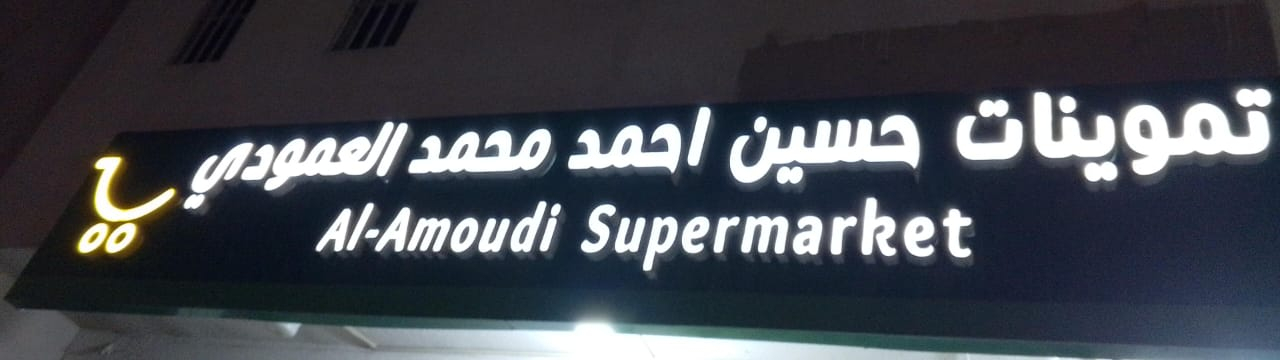 تموينات حسين احمد محمد العمودي
Al-Amoudi Supermarket